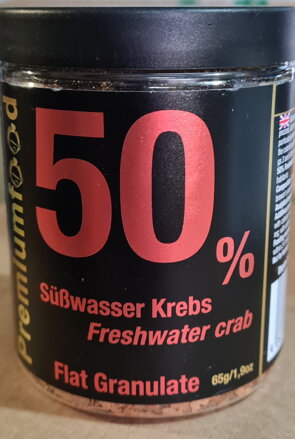 Premiumfood
50
%
Süßwasser Krebs
Freshwater crab
Flat Granulate 65g/1,9oz